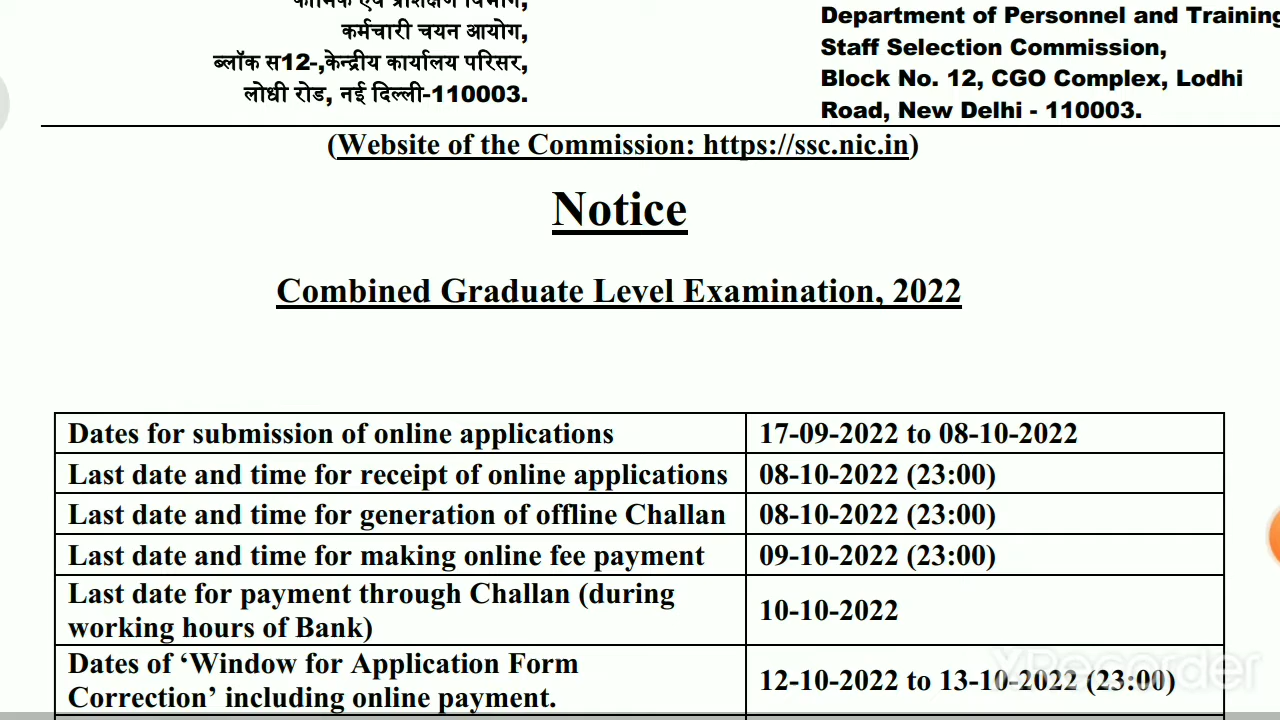 कार्मिक एवं प्रशिक्षण विभाग,
कर्मचारी चयन आयोग,
ब्लॉक स12-,केन्द्रीय कार्यालय परिसर,
लोधी रोड, नई दिल्ली-110003.
Department of Personnel and Training
Staff Selection Commission,
Block No. 12, CGO Complex, Lodhi
Road, New Delhi - 110003.
(Website of the Commission: https://ssc.nic.in)
Notice
Combined Graduate Level Examination, 2022
Dates for submission of online applications 17-09-2022 to 08-10-2022
Last date and time for receipt of online applications 08-10-2022 (23:00)
Last date and time for generation of offline Challan 08-10-2022 (23:00)
Last date and time for making online fee payment 09-10-2022 (23:00)
Last date for payment through Challan (during
working hours of Bank) 10-10-2022
Dates of ‘Window for Application Form
Correction’ including online payment. 12-10-2022 to 13-10-2022 (23:00)
XRecorder